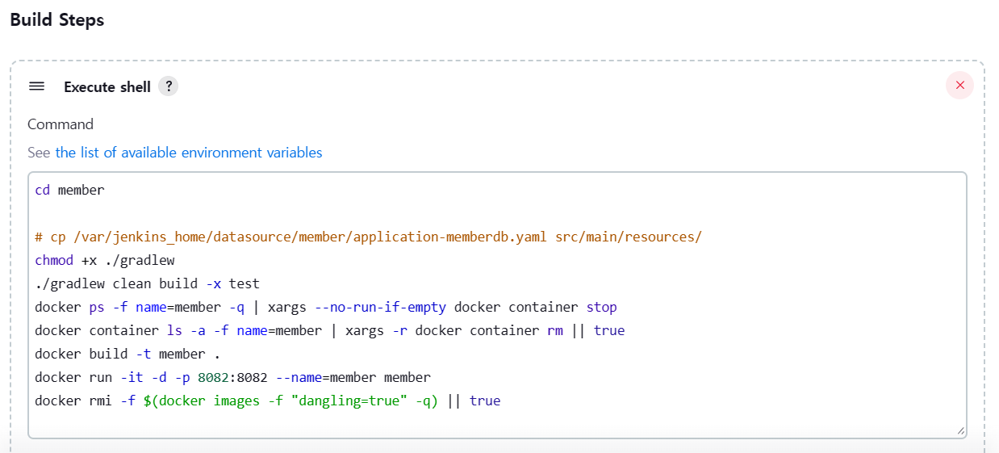 Build Steps
Execute shell ?
Command
See the list of available environment variables
cd member
# cp /var/jenkins_home/datasource/member/application-memberdb.yaml src/main/resources/
chmod +x ./gradlew
./gradlew clean build -x test
docker ps -f name=member -q | xargs --no-run-if-empty docker container stop
docker container ls -a -f name=member | xargs -r docker container rm || true
docker build -t member .
docker run -it -d -p 8082:8082 --name=member member
docker rmi -f $(docker images -f "dangling=true" -q) || true